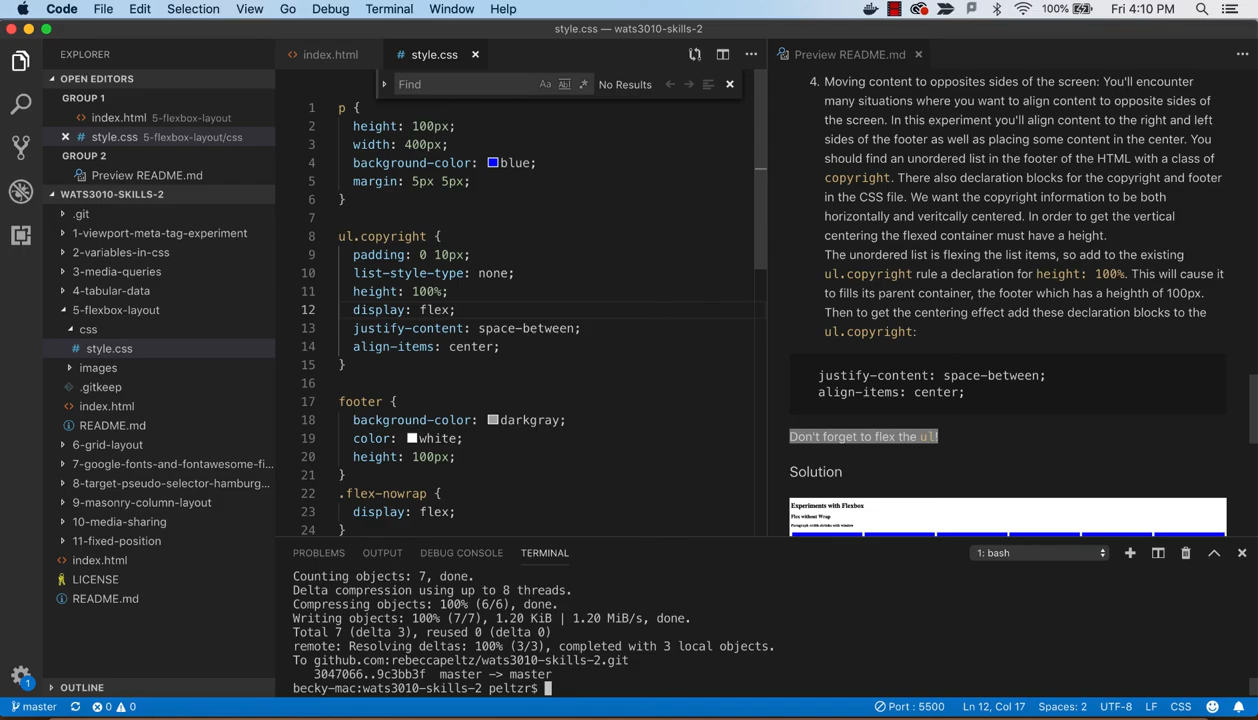 Code File Edit Selection View Go Debug Terminal Window Help 100% Fri 4:10 PM
style.css — wats3010-skills-2
EXPLORER
OPEN EDITORS
GROUP 1
index.html 5-flexbox-layout
style.css 5-flexbox-layout/css
GROUP 2
Preview README.md
WATS3010-SKILLS-2
.git
1-viewport-meta-tag-experiment
2-variables-in-css
3-media-queries
4-tabular-data
5-flexbox-layout
css
style.css
images
.gitkeep
index.html
README.md
6-grid-layout
7-google-fonts-and-fontawesome-fi...
8-target-pseudo-selector-hamburg...
9-masonry-column-layout
10-media-sharing
11-fixed-position
index.html
LICENSE
README.md
OUTLINE
index.html style.css
Find Aa Abl No Results
1 p {
2 height: 100px;
3 width: 400px;
4 background-color: blue;
5 margin: 5px 5px;
6 }
7
8 ul.copyright {
9 padding: 0 10px;
10 list-style-type: none;
11 height: 100%;
12 display: flex;
13 justify-content: space-between;
14 align-items: center;
15 }
16
17 footer {
18 background-color: darkgray;
19 color: white;
20 height: 100px;
21 }
22 .flex-nowrap {
23 display: flex;
24 }
Preview README.md
4. Moving content to opposites sides of the screen: You'll encounter
many situations where you want to align content to opposite sides of
the screen. In this experiment you'll align content to the right and left
sides of the footer as well as placing some content in the center. You
should find an unordered list in the footer of the HTML with a class of
copyright. There also declaration blocks for the copyright and footer
in the CSS file. We want the copyright information to be both
horizontally and veritcally centered. In order to get the vertical
centering the flexed container must have a height.
The unordered list is flexing the list items, so add to the existing
ul.copyright rule a declaration for height: 100%. This will cause it
to fills its parent container, the footer which has a heighth of 100px.
Then to get the centering effect add these declaration blocks to the
ul.copyright:
justify-content: space-between;
align-items: center;
Don't forget to flex the ul!
Solution
Experiments with Flexbox
Flex without Wrap
Paragraph width shrinks with window
PROBLEMS OUTPUT DEBUG CONSOLE TERMINAL 1: bash
Counting objects: 7, done.
Delta compression using up to 8 threads.
Compressing objects: 100% (6/6), done.
Writing objects: 100% (7/7), 1.20 KiB | 1.20 MiB/s, done.
Total 7 (delta 3), reused 0 (delta 0)
remote: Resolving deltas: 100% (3/3), completed with 3 local objects.
To github.com:rebeccapeltz/wats3010-skills-2.git
3047066..9c3bb3f master -> master
becky-mac:wats3010-skills-2 peltzr$
1
master 0 0 Port : 5500 Ln 12, Col 17 Spaces: 2 UTF-8 LF CSS